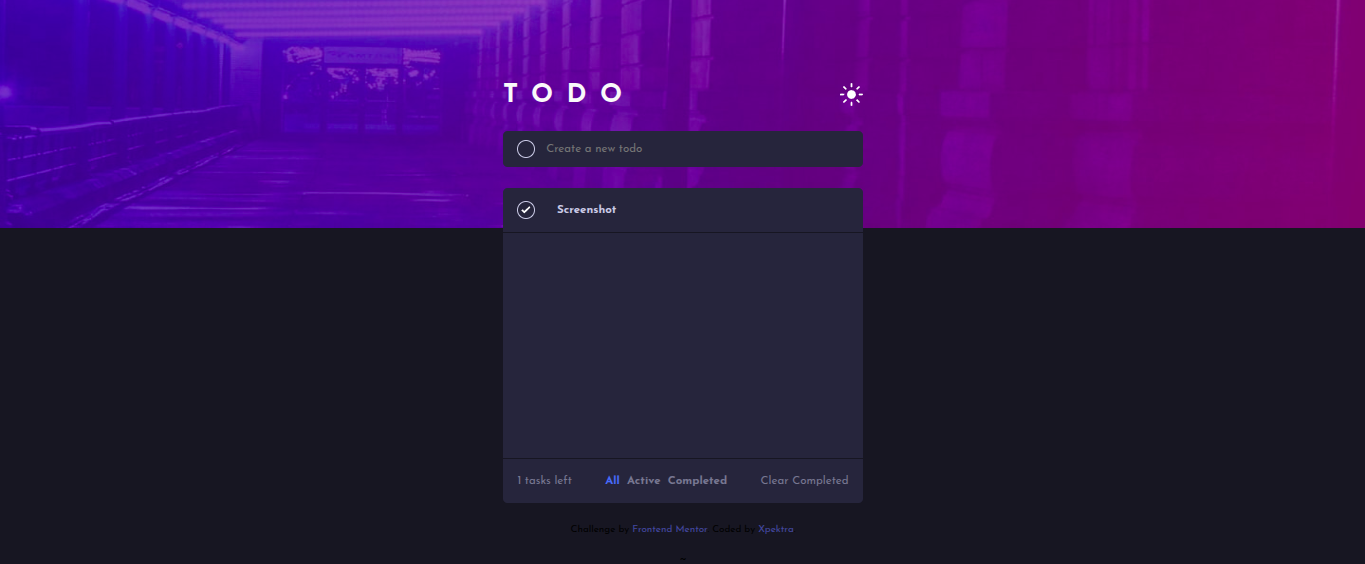 TODO
Create a new todo
Screenshot
1 tasks left All Active Completed Clear Completed
Challenge by Frontend Mentor Coded by Xpektra